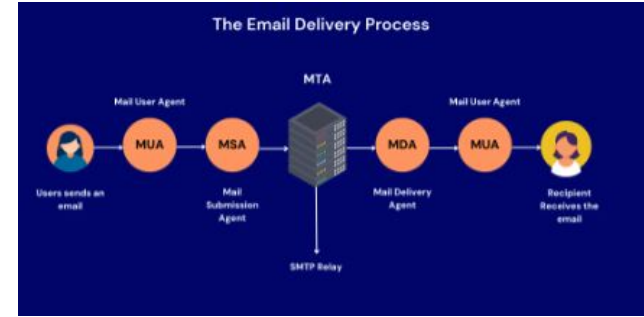 The Email Delivery Process
MTA
Mail User Agent
Mail User Agent
MUA
MSA
MDA
MUA
Users sends an
email
Mail
Submission
Agent
Mail Delivery
Agent
Recipient
Receives the
email
SMTP Relay